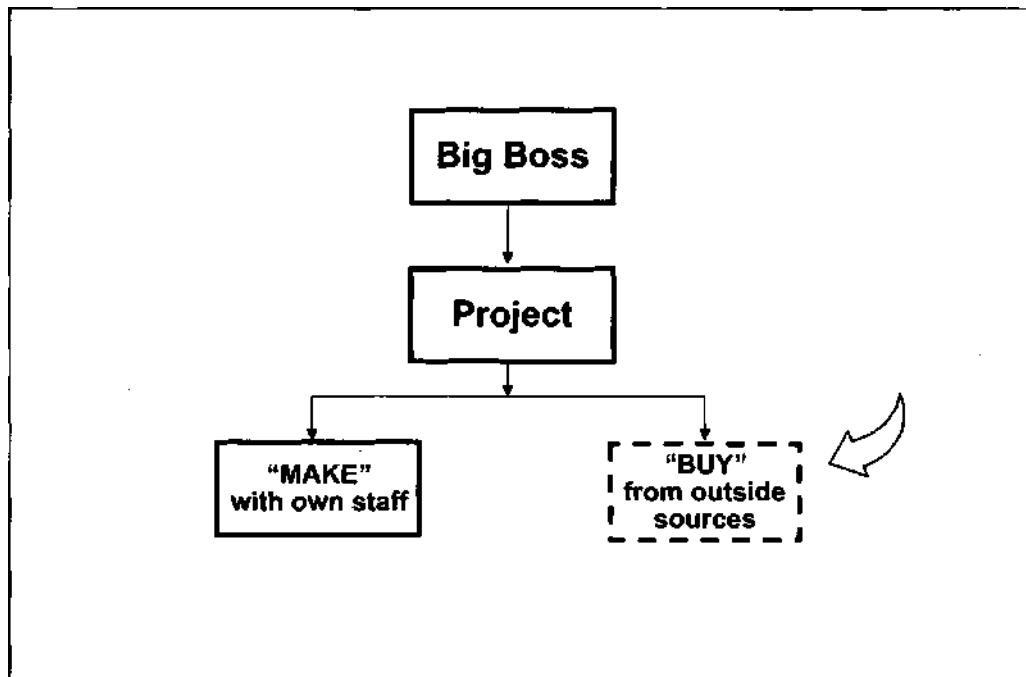 Big Boss
Project
“MAKE”
with own staff
“BUY”
from outside
sources